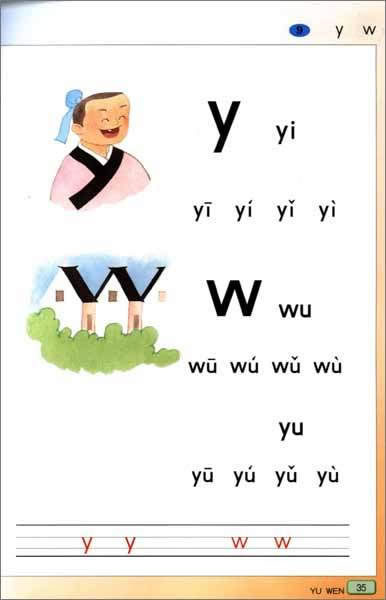 9 y w
y yi
yī yí yǐ yì
w wu
wū wú wǔ wù
yu
yū yú yǔ yù
y y w w
YU WEN 35